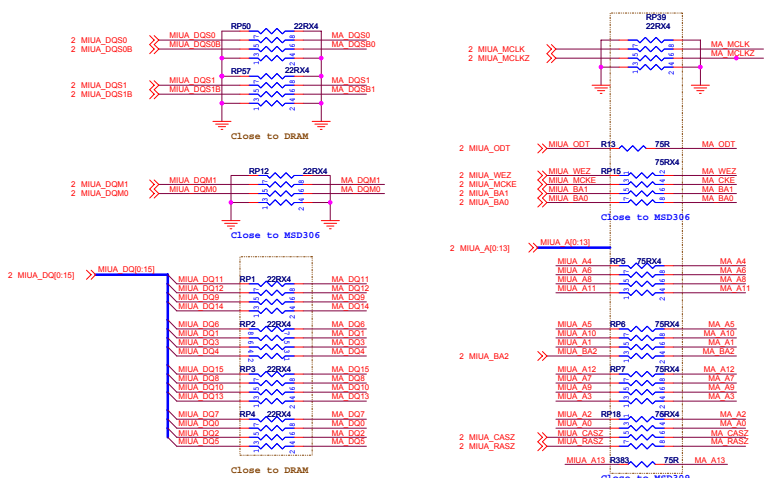 RP50 22RX4
2 MIUA_DQS0 MIUA_DQS0 MA_DQS0
2 MIUA_DQS0B MIUA_DQS0B MA_DQSB0
RP57 22RX4
2 MIUA_DQS1 MIUA_DQS1 MA_DQS1
2 MIUA_DQS1B MIUA_DQS1B MA_DQSB1
Close to DRAM
RP12 22RX4
2 MIUA_DQM1 MIUA_DQM1 MA_DQM1
2 MIUA_DQM0 MIUA_DQM0 MA_DQM0
Close to MSD306
2 MIUA_DQ[0:15] MIUA_DQ[0:15]
RP1 22RX4
MIUA_DQ11 MA_DQ11
MIUA_DQ12 MA_DQ12
MIUA_DQ9 MA_DQ9
MIUA_DQ14 MA_DQ14
RP2 22RX4
MIUA_DQ6 MA_DQ6
MIUA_DQ1 MA_DQ1
MIUA_DQ3 MA_DQ3
MIUA_DQ4 MA_DQ4
RP3 22RX4
MIUA_DQ15 MA_DQ15
MIUA_DQ8 MA_DQ8
MIUA_DQ10 MA_DQ10
MIUA_DQ13 MA_DQ13
RP4 22RX4
MIUA_DQ7 MA_DQ7
MIUA_DQ0 MA_DQ0
MIUA_DQ2 MA_DQ2
MIUA_DQ5 MA_DQ5
Close to DRAM
RP39
22RX4
2 MIUA_MCLK MA_MCLK
2 MIUA_MCLKZ MA_MCLKZ
2 MIUA_ODT MIUA_ODT R13 75R MA_ODT
75RX4
2 MIUA_WEZ MIUA_WEZ RP15 MA_WEZ
2 MIUA_MCKE MIUA_MCKE MA_CKE
2 MIUA_BA1 MIUA_BA1 MA_BA1
2 MIUA_BA0 MIUA_BA0 MA_BA0
Close to MSD306
2 MIUA_A[0:13] MIUA_A[0:13]
RP5 75RX4
MIUA_A4 MA_A4
MIUA_A6 MA_A6
MIUA_A8 MA_A8
MIUA_A11 MA_A11
RP6 75RX4
MIUA_A5 MA_A5
MIUA_A10 MA_A10
MIUA_A1 MA_A1
2 MIUA_BA2 MIUA_BA2 MA_BA2
RP7 75RX4
MIUA_A12 MA_A12
MIUA_A7 MA_A7
MIUA_A9 MA_A9
MIUA_A3 MA_A3
RP18 75RX4
MIUA_A2 MA_A2
MIUA_A0 MA_A0
2 MIUA_CASZ MIUA_CASZ MA_CASZ
2 MIUA_RASZ MIUA_RASZ MA_RASZ
MIUA_A13 R383 75R MA_A13
Close to MSD309